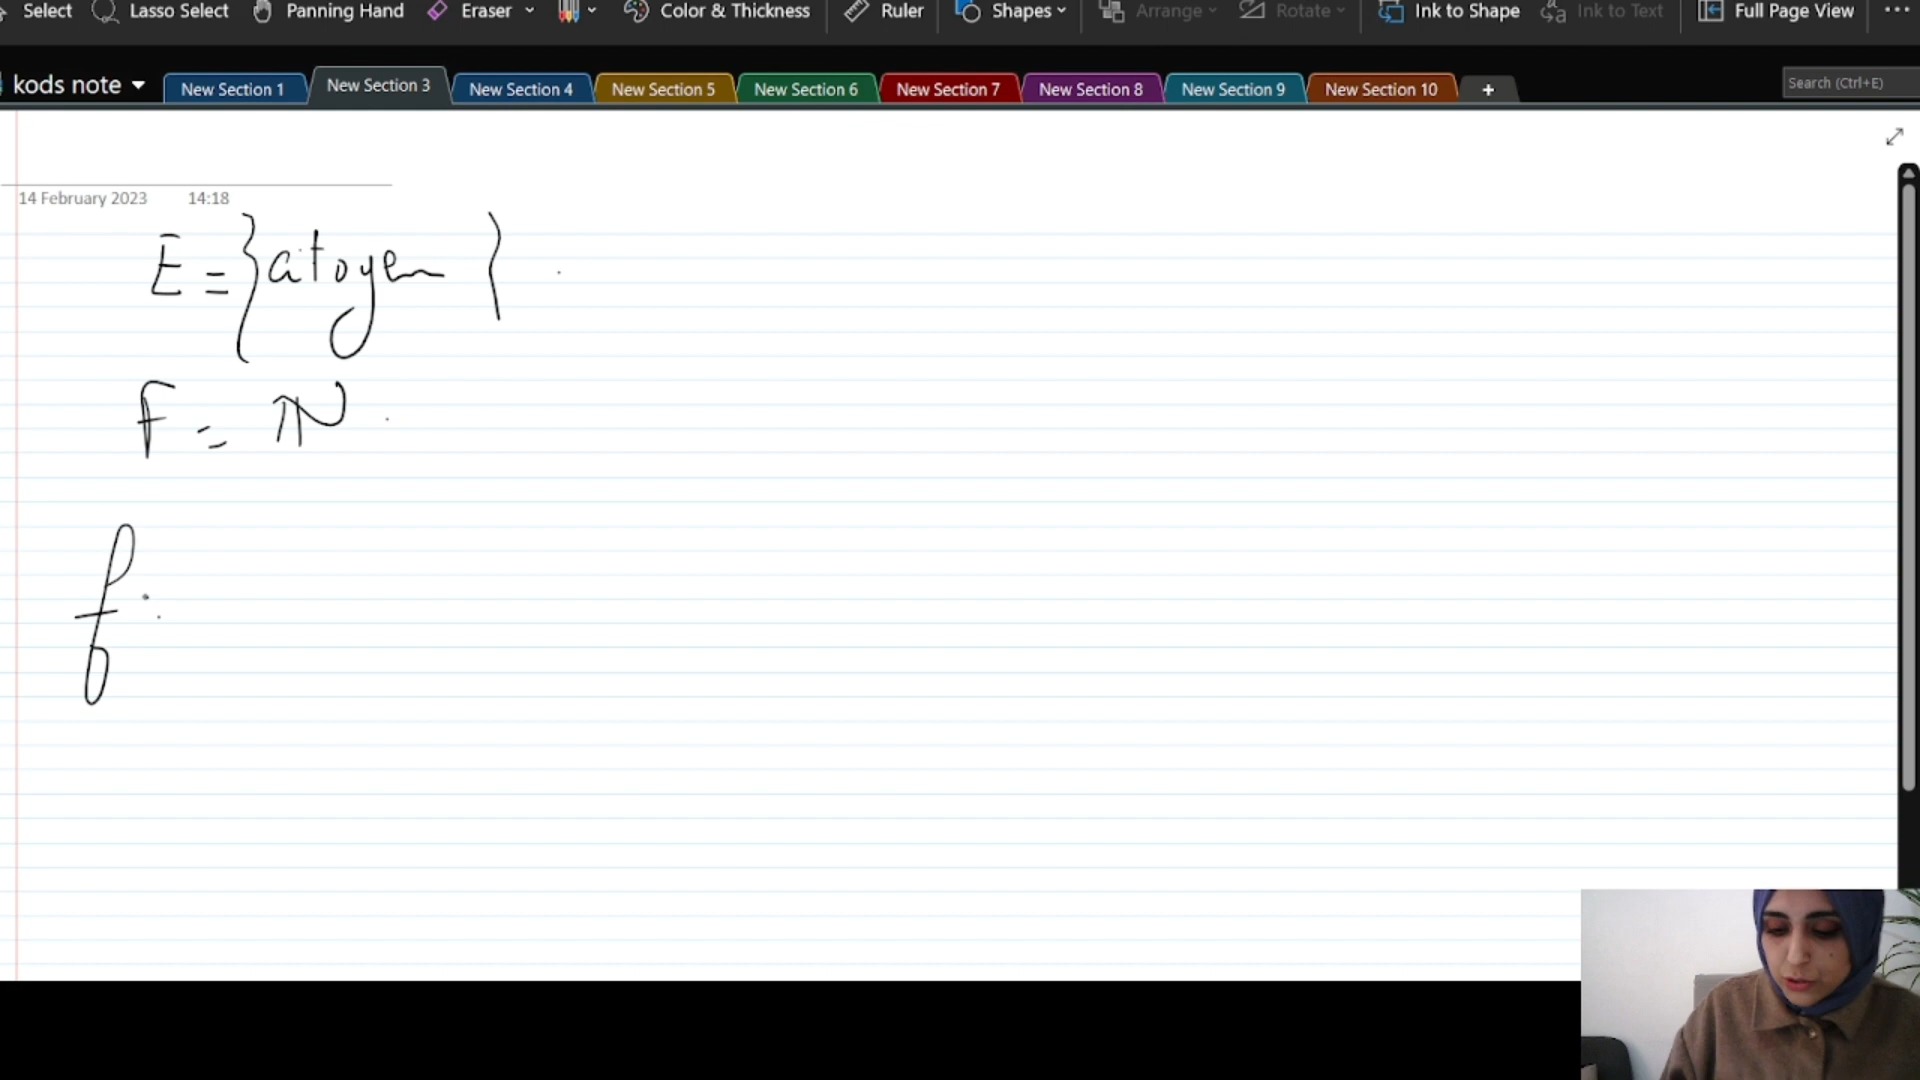 Select Lasso Select Panning Hand Eraser Color & Thickness Ruler Shapes Arrange Rotate Ink to Shape Ink to Text Full Page View ...
kods note New Section 1 New Section 3 New Section 4 New Section 5 New Section 6 New Section 7 New Section 8 New Section 9 New Section 10 + Search (Ctrl+E)
14 February 2023 14:18
E = } citoyen {
F = ℕ
f :